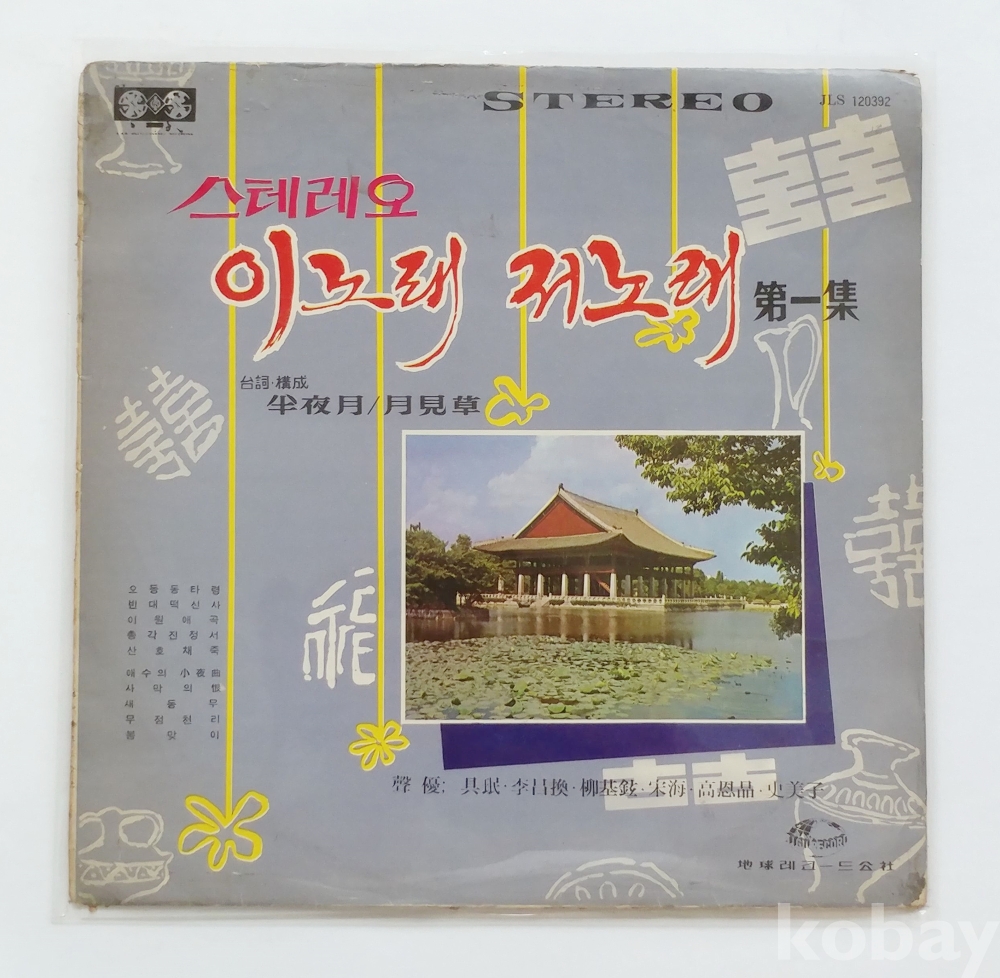 STEREO
JLS 120392
스테레오
이노래 저노래 第一集
台詞·構成
半夜月/月見草
오동동타령
빈대떡신사
이원애곡
총각진정서
산호채죽
애수의 小夜曲
사막의 恨
새동무
무정천리
봄맞이
聲優: 具珉·李昌換·柳基鉉·宋海·高恩晶·史美子
地球레코-드公社
kobay